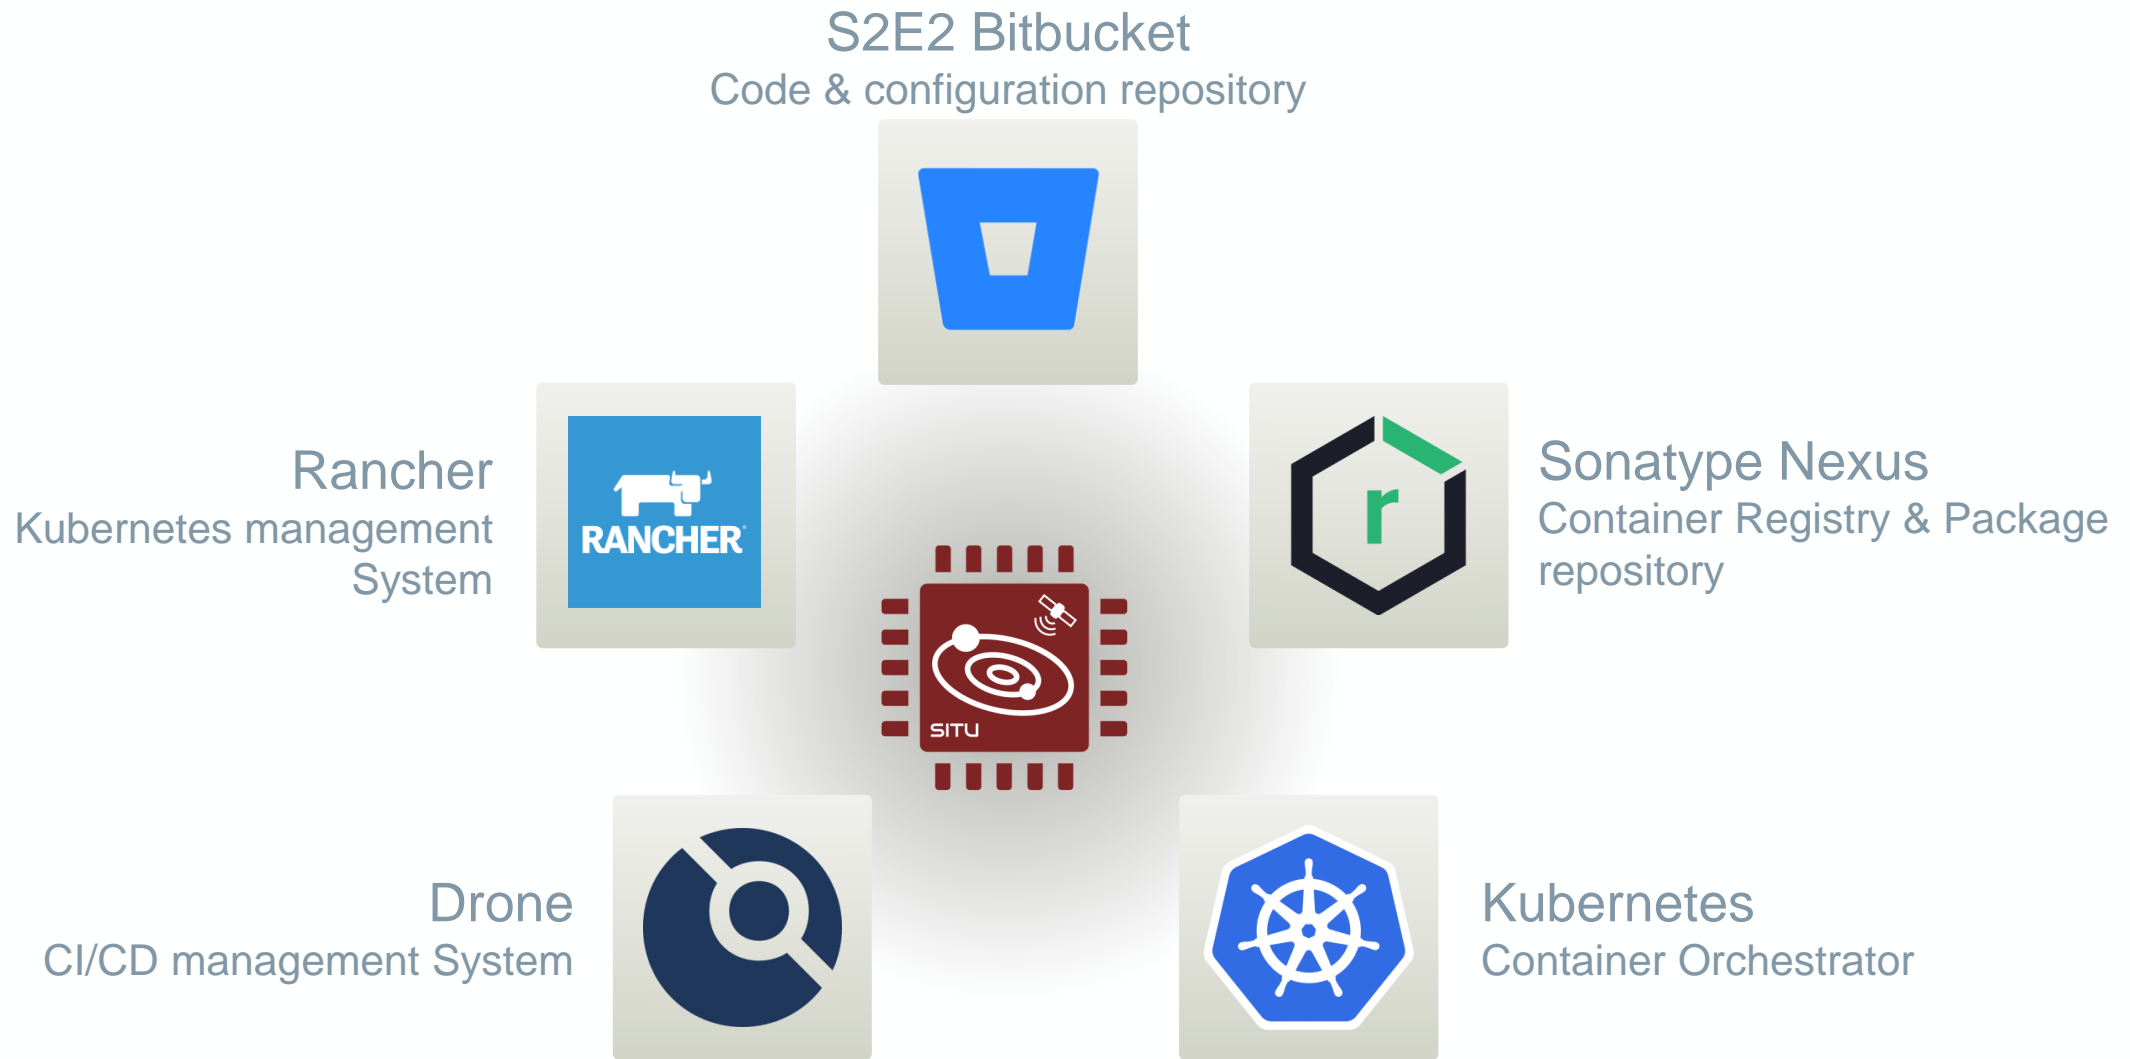 S2E2 Bitbucket
Code & configuration repository
Rancher
Kubernetes management
System
RANCHER
r
Sonatype Nexus
Container Registry & Package
repository
SITU
Drone
CI/CD management System
Kubernetes
Container Orchestrator